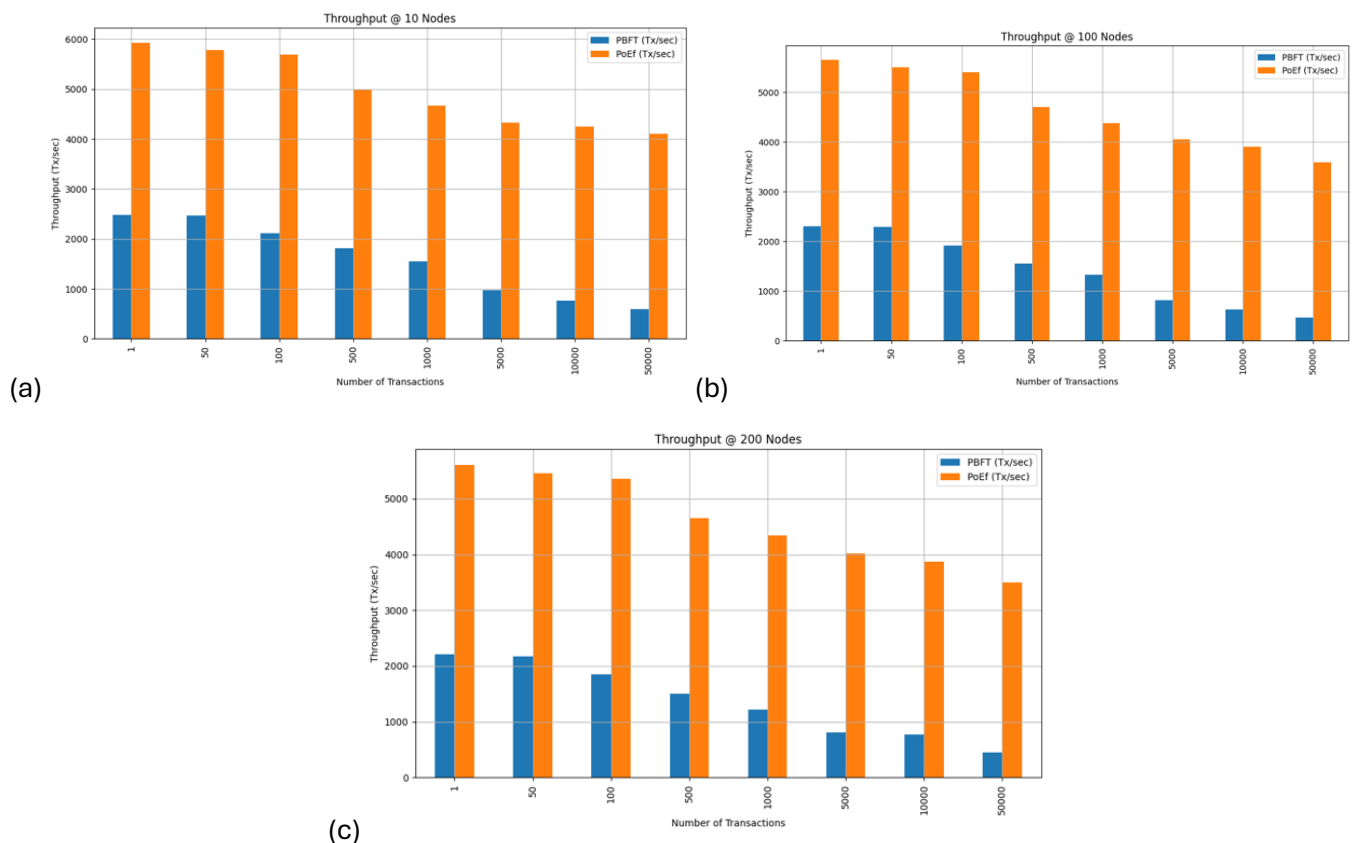 Throughput @ 10 Nodes
PBFT (Tx/sec)
PoEf (Tx/sec)
Throughput (Tx/sec)
6000
5000
4000
3000
2000
1000
0
1
50
100
500
1000
5000
10000
50000
Number of Transactions
(a)
Throughput @ 100 Nodes
PBFT (Tx/sec)
PoEf (Tx/sec)
Throughput (Tx/sec)
5000
4000
3000
2000
1000
0
1
50
100
500
1000
5000
10000
50000
Number of Transactions
(b)
Throughput @ 200 Nodes
PBFT (Tx/sec)
PoEf (Tx/sec)
Throughput (Tx/sec)
5000
4000
3000
2000
1000
0
1
50
100
500
1000
5000
10000
50000
Number of Transactions
(c)